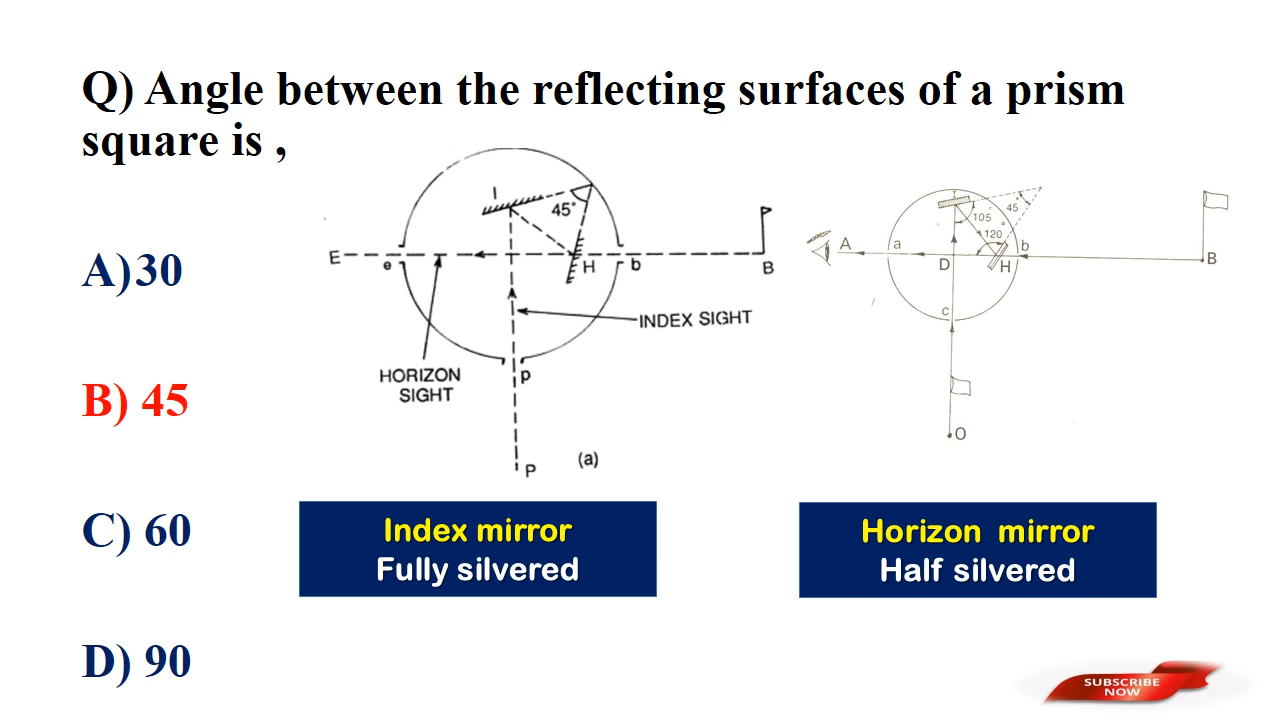 Q) Angle between the reflecting surfaces of a prism
square is ,
A)30
B) 45
C) 60
D) 90
I
45°
E
e
H
b
B
INDEX SIGHT
HORIZON
SIGHT
p
P
(a)
I
45°
105
120
A
a
b
D
H
B
c
O
Index mirror
Fully silvered
Horizon mirror
Half silvered
SUBSCRIBE
NOW